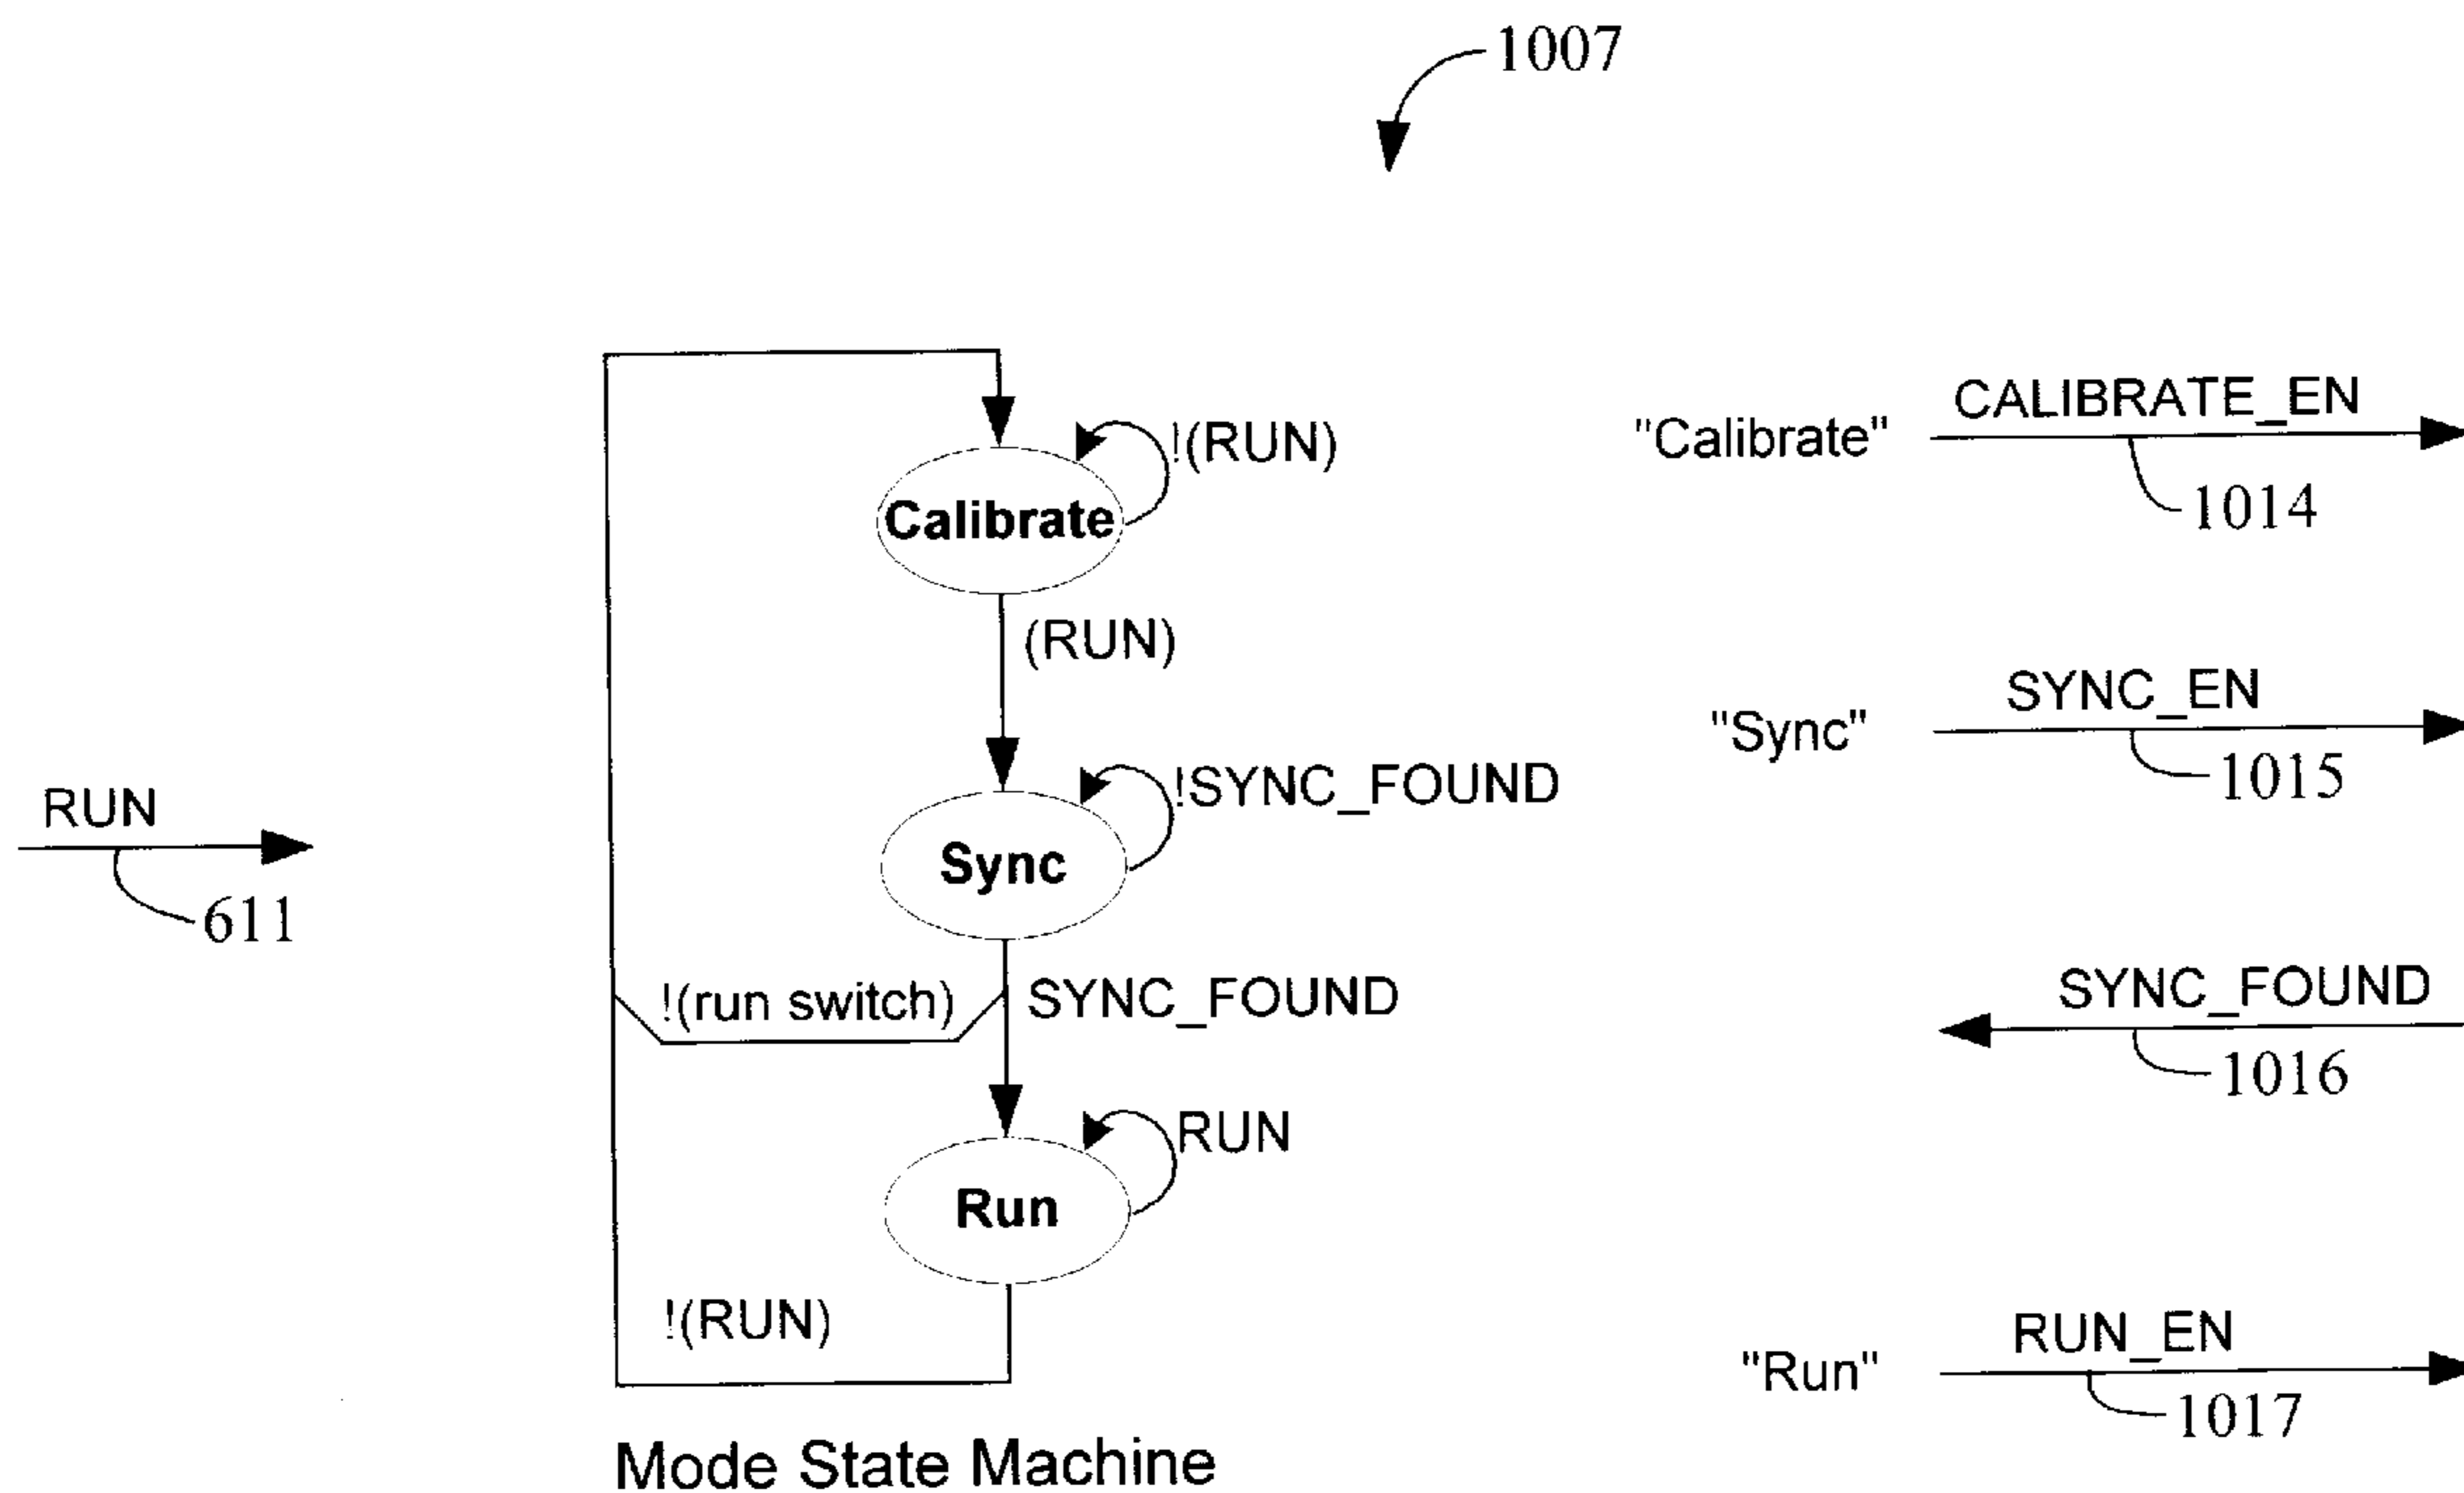 1007
CALIBRATE_EN
"Calibrate"
!(RUN)
1014
Calibrate
(RUN)
SYNC_EN
"Sync"
!SYNC_FOUND
1015
RUN
Sync
611
SYNC_FOUND
!(run switch)
SYNC_FOUND
1016
RUN
Run
!(RUN)
RUN_EN
"Run"
1017
Mode State Machine